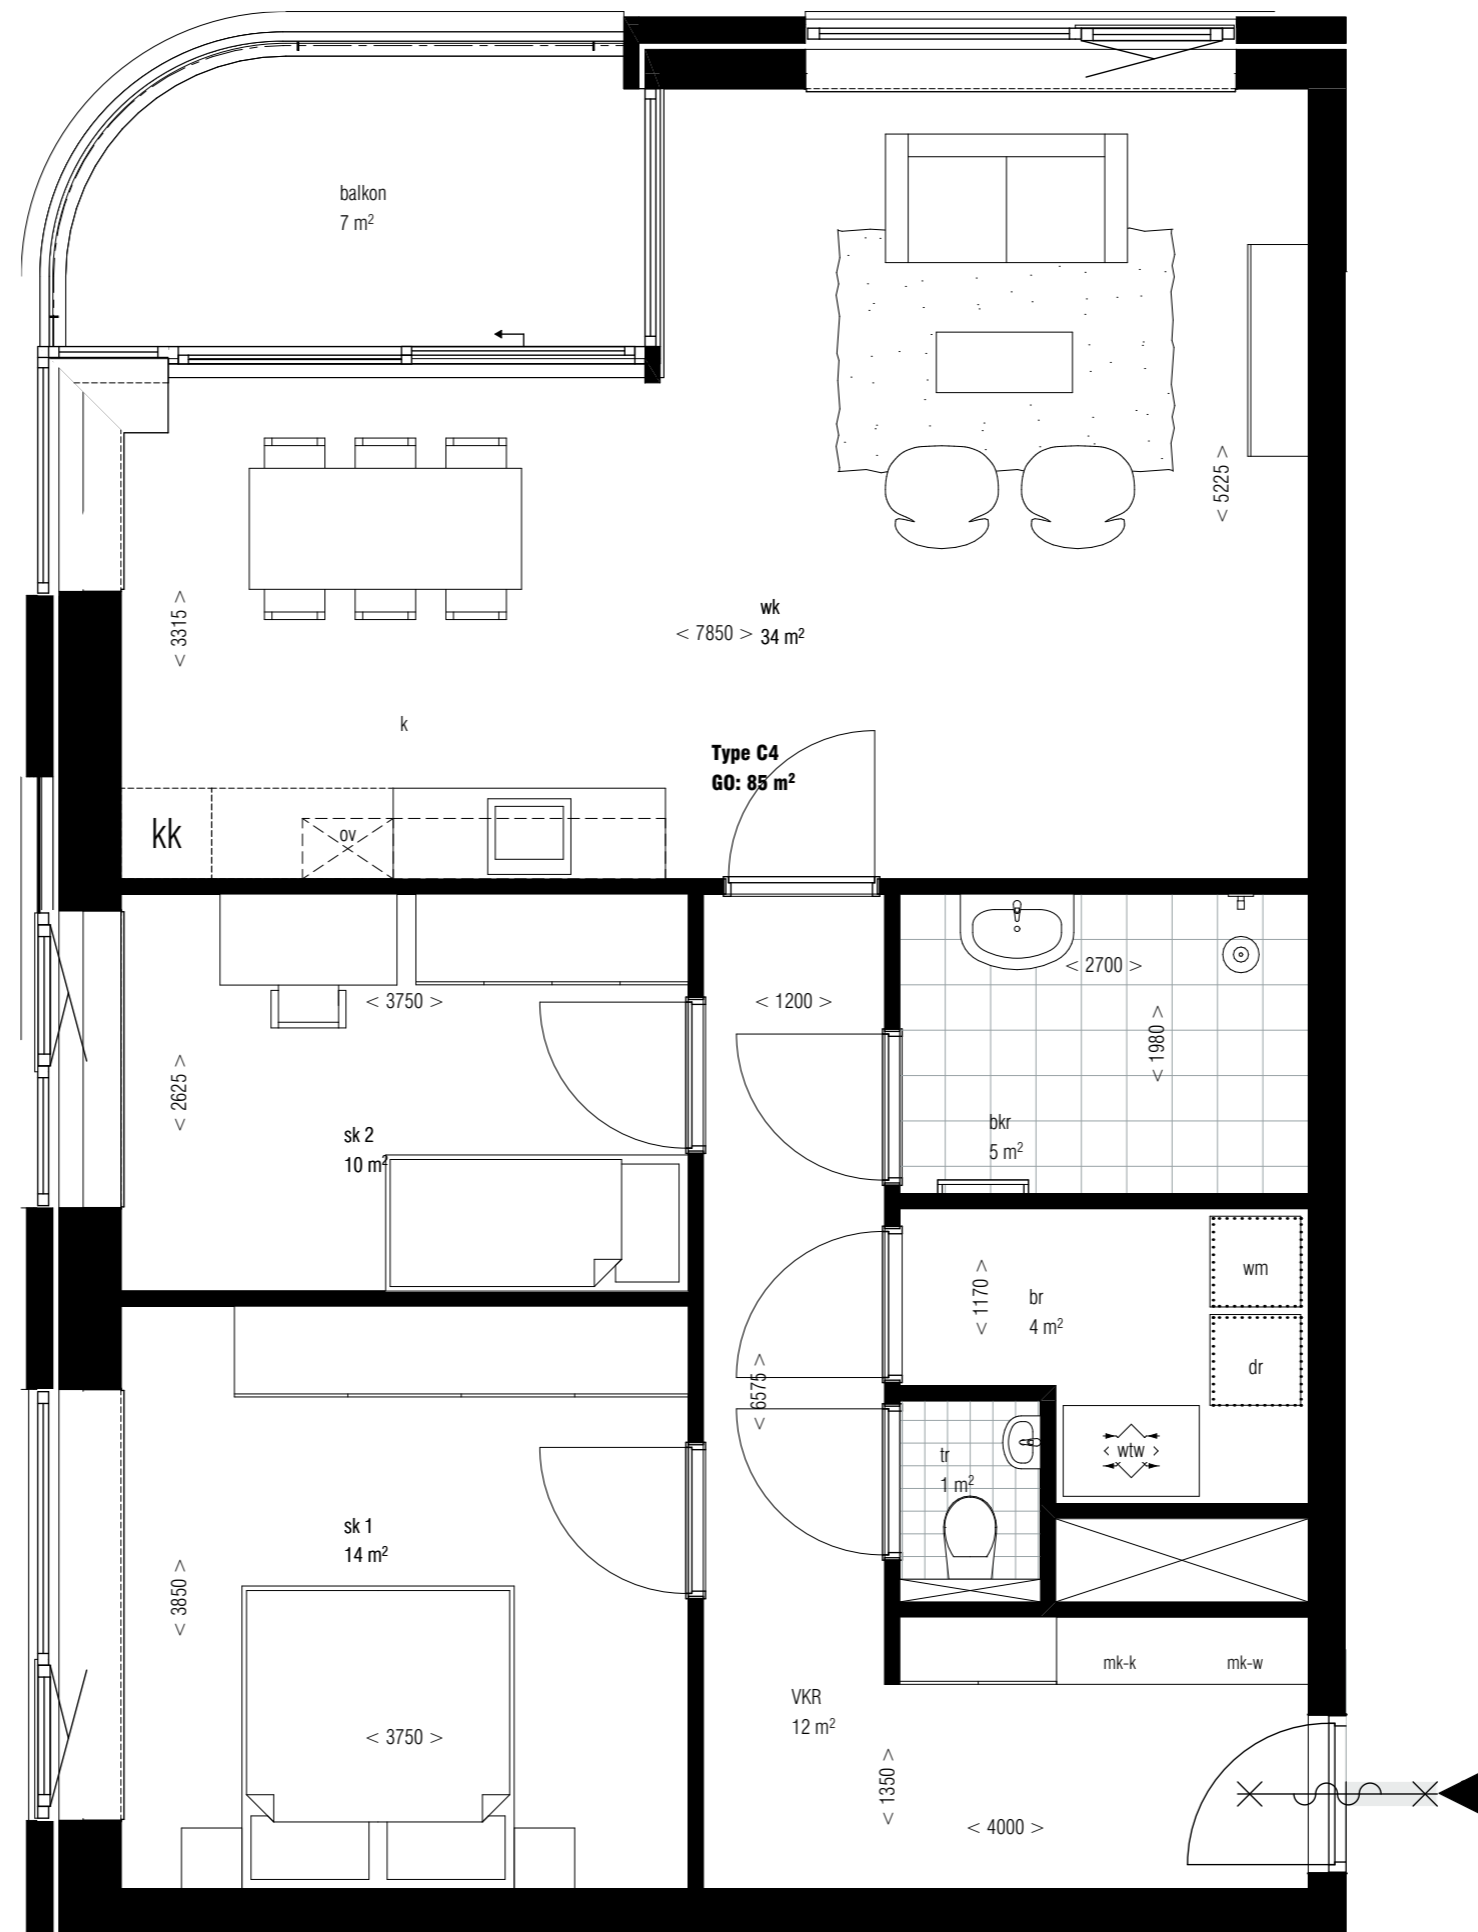 balkon
7 m²
< 5225 >
< 3315 >
wk
< 7850 > 34 m²
k
Type C4
GO: 85 m²
kk
ov
< 3750 >
< 1200 >
< 2700 >
< 1980 >
< 2625 >
bkr
5 m²
sk 2
10 m²
< 1170 >
wm
br
4 m²
dr
< 6575 >
tr
1 m²
< wtw >
sk 1
14 m²
< 3850 >
mk-k
mk-w
VKR
12 m²
< 3750 >
< 1350 >
< 4000 >